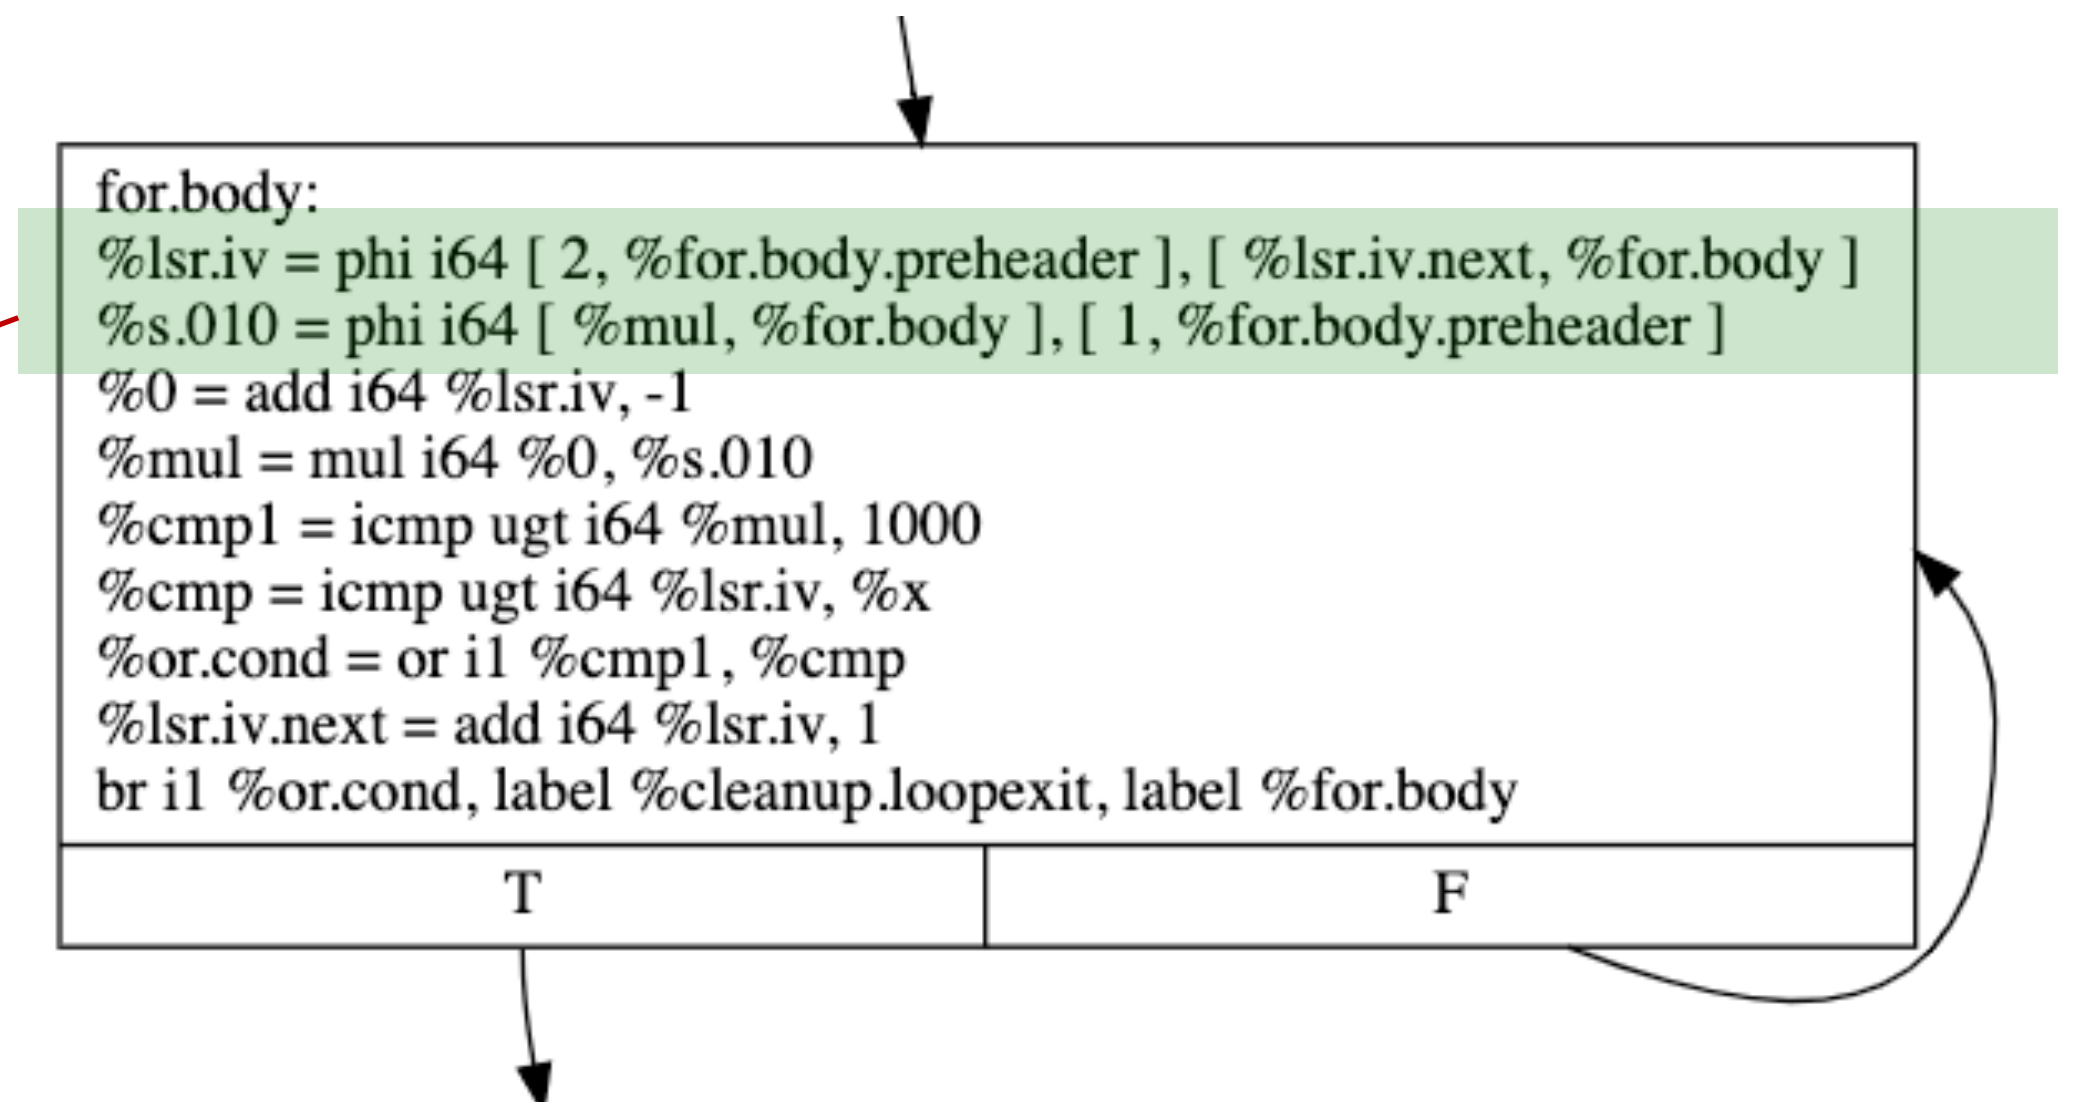 for.body:
%lsr.iv = phi i64 [ 2, %for.body.preheader ], [ %lsr.iv.next, %for.body ]
%s.010 = phi i64 [ %mul, %for.body ], [ 1, %for.body.preheader ]
%0 = add i64 %lsr.iv, -1
%mul = mul i64 %0, %s.010
%cmp1 = icmp ugt i64 %mul, 1000
%cmp = icmp ugt i64 %lsr.iv, %x
%or.cond = or i1 %cmp1, %cmp
%lsr.iv.next = add i64 %lsr.iv, 1
br i1 %or.cond, label %cleanup.loopexit, label %for.body
T
F